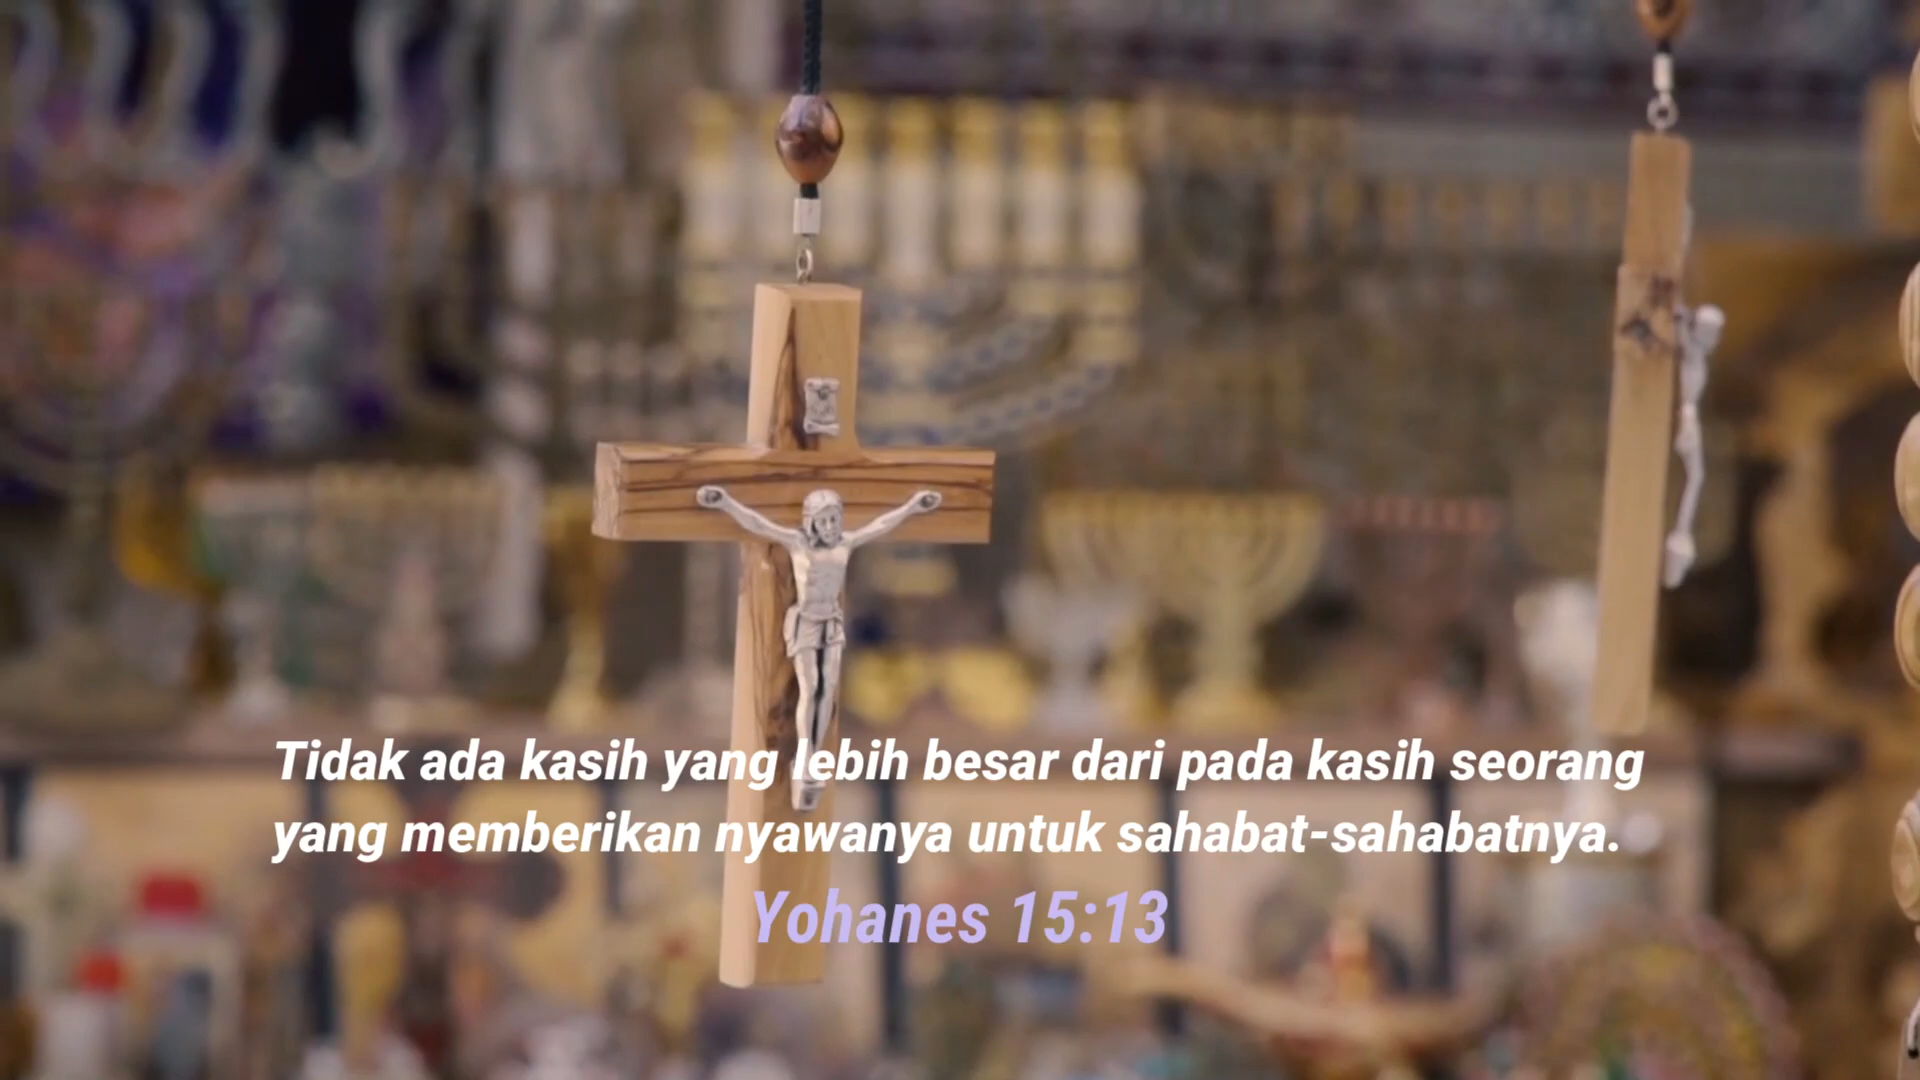 Tidak ada kasih yang lebih besar dari pada kasih seorang
yang memberikan nyawanya untuk sahabat-sahabatnya.
Yohanes 15:13